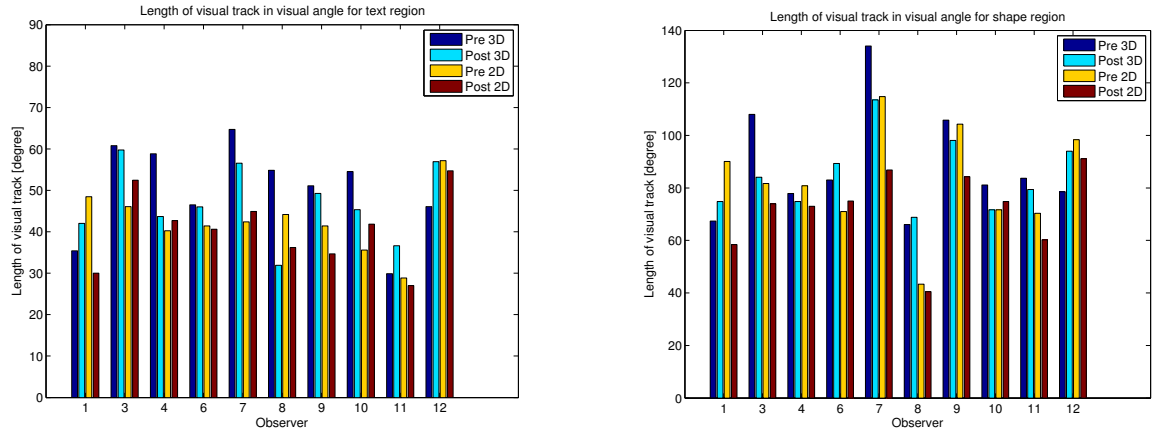 Length of visual track in visual angle for text region
90
80
70
60
50
40
30
20
10
0
Length of visual track [degree]
Pre 3D
Post 3D
Pre 2D
Post 2D
1 3 4 6 7 8 9 10 11 12
Observer
Length of visual track in visual angle for shape region
140
120
100
80
60
40
20
0
Length of visual track [degree]
Pre 3D
Post 3D
Pre 2D
Post 2D
1 3 4 6 7 8 9 10 11 12
Observer